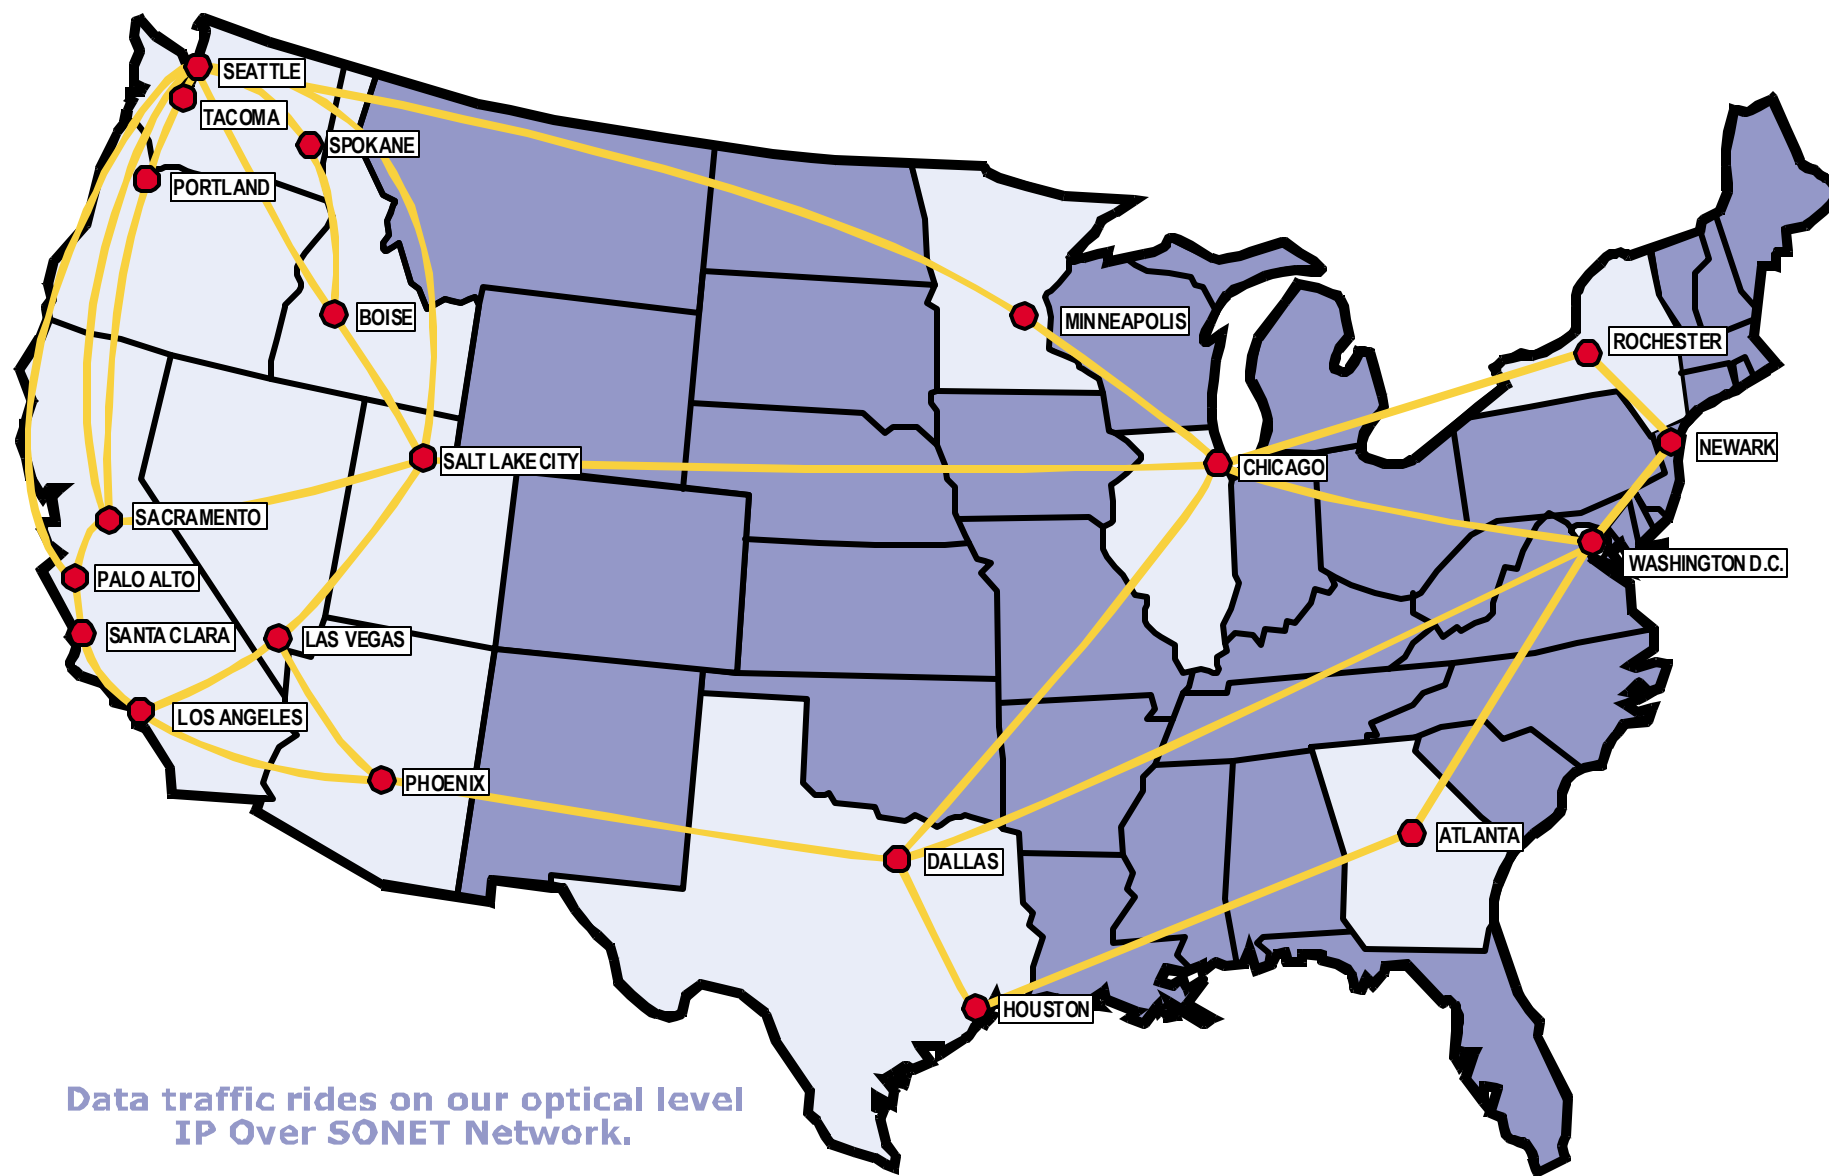 SEATTLE
TACOMA
SPOKANE
PORTLAND
BOISE
MINNEAPOLIS
ROCHESTER
NEWARK
SALT LAKE CITY
CHICAGO
SACRAMENTO
WASHINGTON D.C.
PALO ALTO
SANTA CLARA
LAS VEGAS
LOS ANGELES
PHOENIX
ATLANTA
DALLAS
HOUSTON
Data traffic rides on our optical level
IP Over SONET Network.